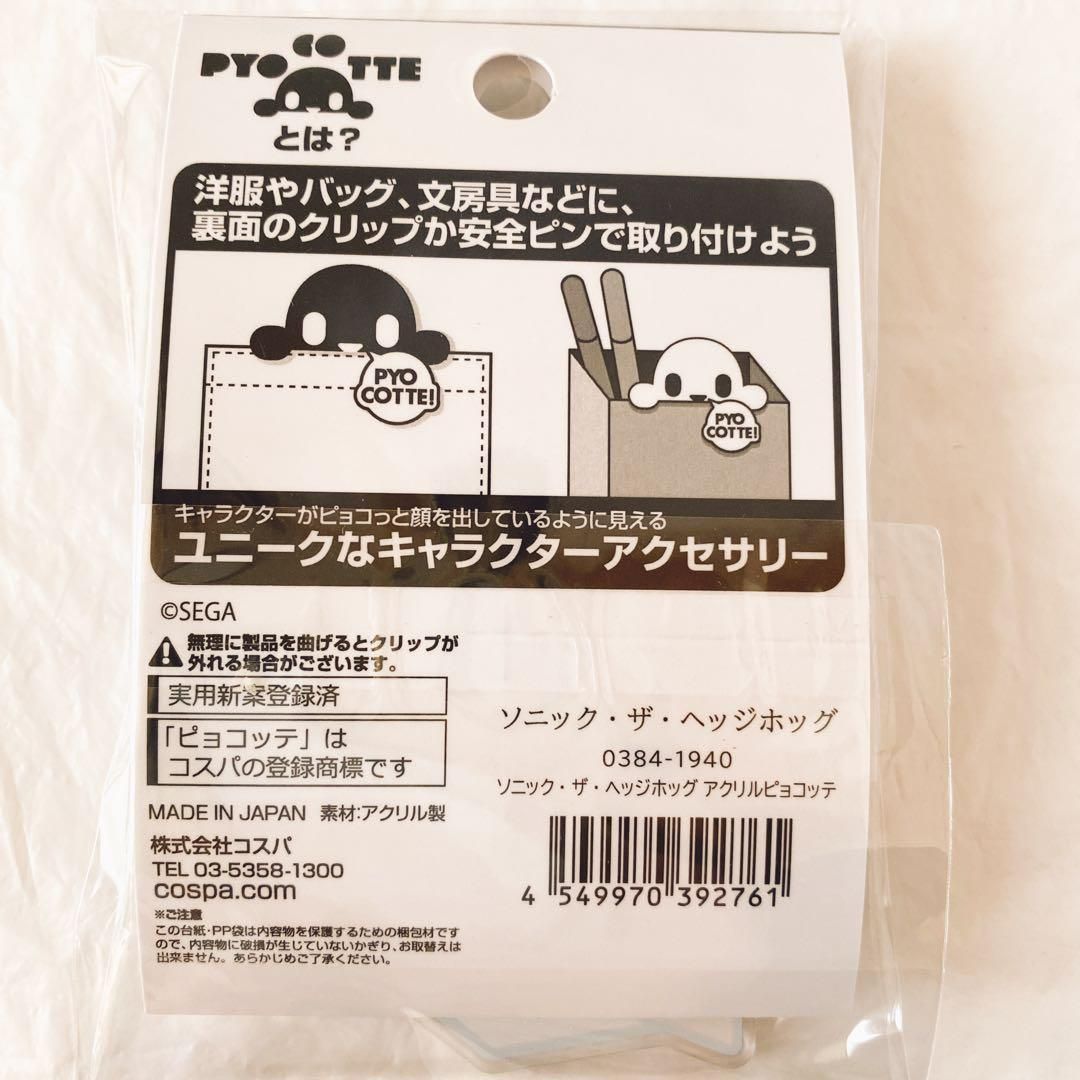 PYOCOTTE
とは?
洋服やバッグ、文房具などに、
裏面のクリップか安全ピンで取り付けよう
PYO
COTTE!
PYO
COTTE!
キャラクターがピョコっと顔を出しているように見える
ユニークなキャラクターアクセサリー
©SEGA
無理に製品を曲げるとクリップが
外れる場合がございます。
実用新案登録済
「ピョコッテ」は
コスパの登録商標です
MADE IN JAPAN 素材:アクリル製
株式会社コスパ
TEL 03-5358-1300
cospa.com
※ご注意
この台紙・PP袋は内容物を保護するための梱包材です
ので、内容物に破損が生じていないかぎり、お取替えは
出来ません。あらかじめご了承ください。
ソニック・ザ・ヘッジホッグ
0384-1940
ソニック・ザ・ヘッジホッグ アクリルピョコッテ
4 549970 392761